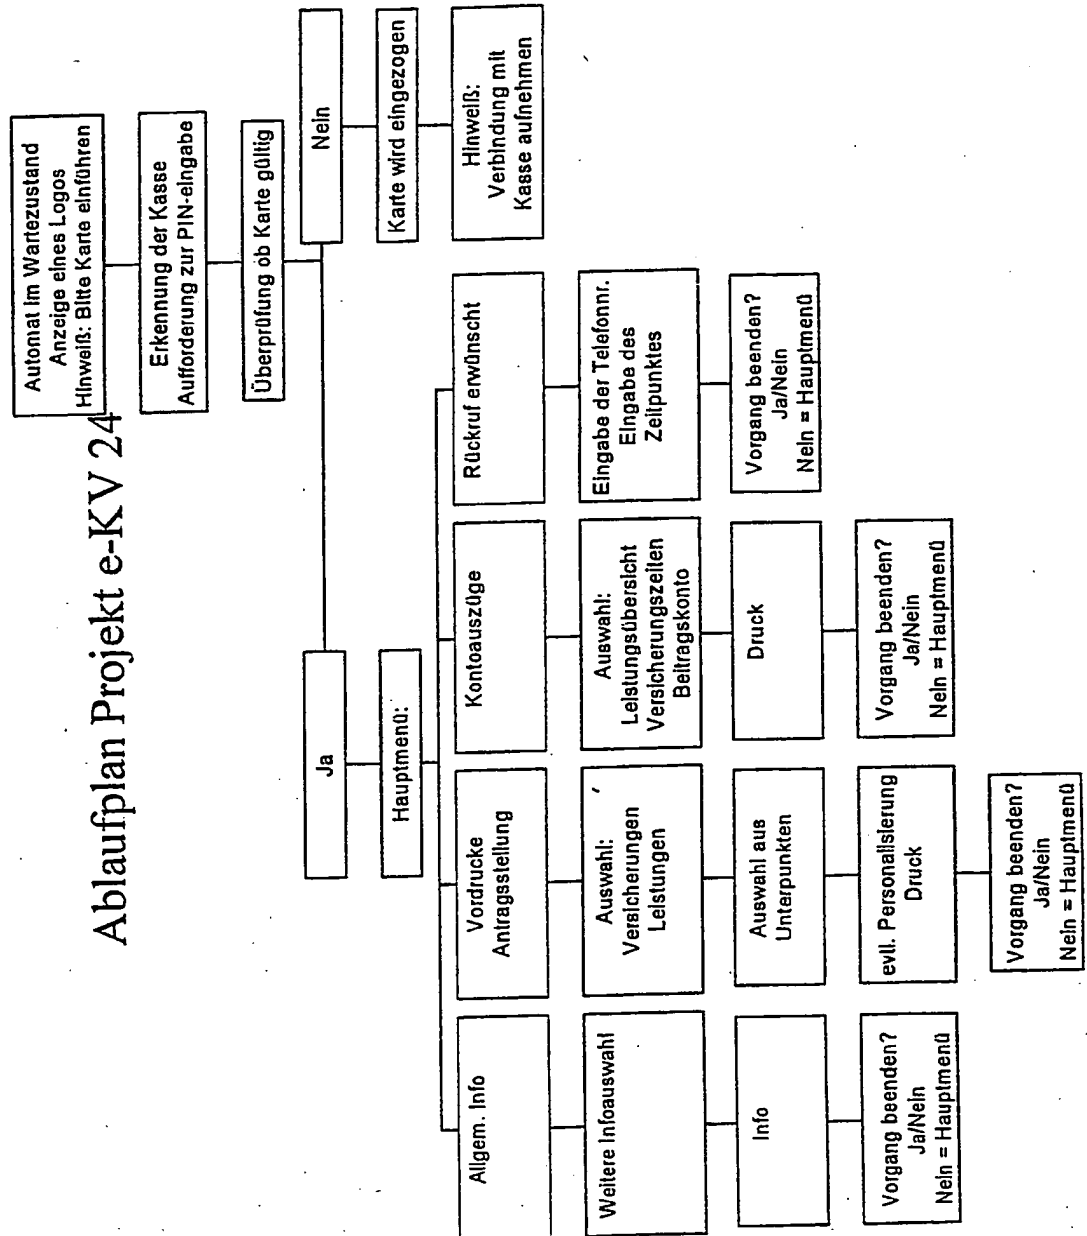 Ablaufplan Projekt e-KV 24
Automat im Wartezustand
Anzeige eines Logos
Hinweiß: Bitte Karte einführen
Erkennung der Kasse
Aufforderung zur PIN-eingabe
Überprüfung ob Karte gültig
Ja
Nein
Hauptmenü:
Karte wird eingezogen
Hinweiß:
Verbindung mit
Kasse aufnehmen
Allgem. Info
Weitere Infoauswahl
Info
Vorgang beenden?
Ja/Nein
Nein = Hauptmenü
Vordrucke
Antragsstellung
Auswahl:
Versicherungen
Leistungen
Auswahl aus
Unterpunkten
evtl. Personalisierung
Druck
Vorgang beenden?
Ja/Nein
Nein = Hauptmenü
Kontoauszüge
Auswahl:
Leistungsübersicht
Versicherungszeiten
Beitragskonto
Druck
Vorgang beenden?
Ja/Nein
Nein = Hauptmenü
Rückruf erwünscht
Eingabe der Telefonnr.
Eingabe des
Zeitpunktes
Vorgang beenden?
Ja/Nein
Nein = Hauptmenü